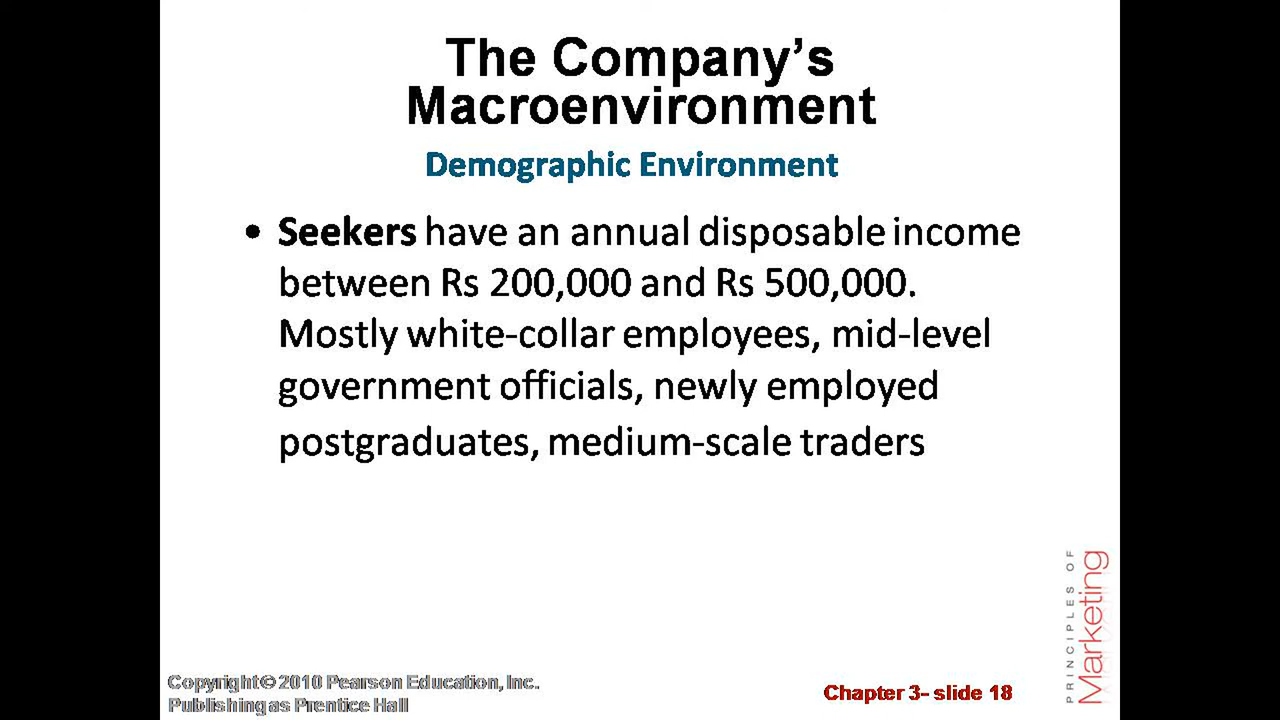 The Company's
Macroenvironment
Demographic Environment
• Seekers have an annual disposable income
between Rs 200,000 and Rs 500,000.
Mostly white-collar employees, mid-level
government officials, newly employed
postgraduates, medium-scale traders
PRINCIPLES OF
Marketing
Copyright © 2010 Pearson Education, Inc.
Publishing as Prentice Hall
Chapter 3- slide 18